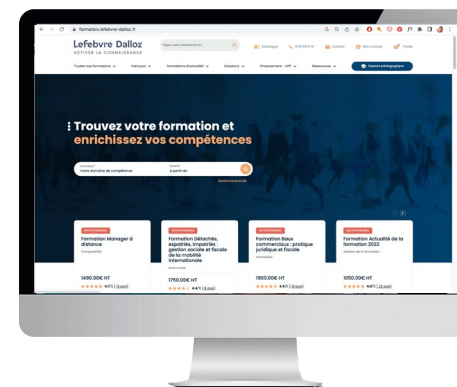 formation.lefebvre-dalloz.fr
Lefebvre Dalloz
ACTIVER LA CONNAISSANCE
Catalogue
Contact
Mon compte
Panier
Toutes nos formations
Parcours
Formations d'actualité
Solutions
Financement - CPF
Ressources
Espace pédagogique
Trouvez votre formation et
enrichissez vos compétences
Votre domaine de compétence
A partir de
Formation Manager à
distance
Formation Détachés,
expatriés, impatriés :
gestion sociale et fiscale
de la mobilité
internationale
Formation Baux
commerciaux : pratique
juridique et fiscale
Formation Actualité de la
formation 2023
1490.00€ HT
1750.00€ HT
1900.00€ HT
1050.00€ HT